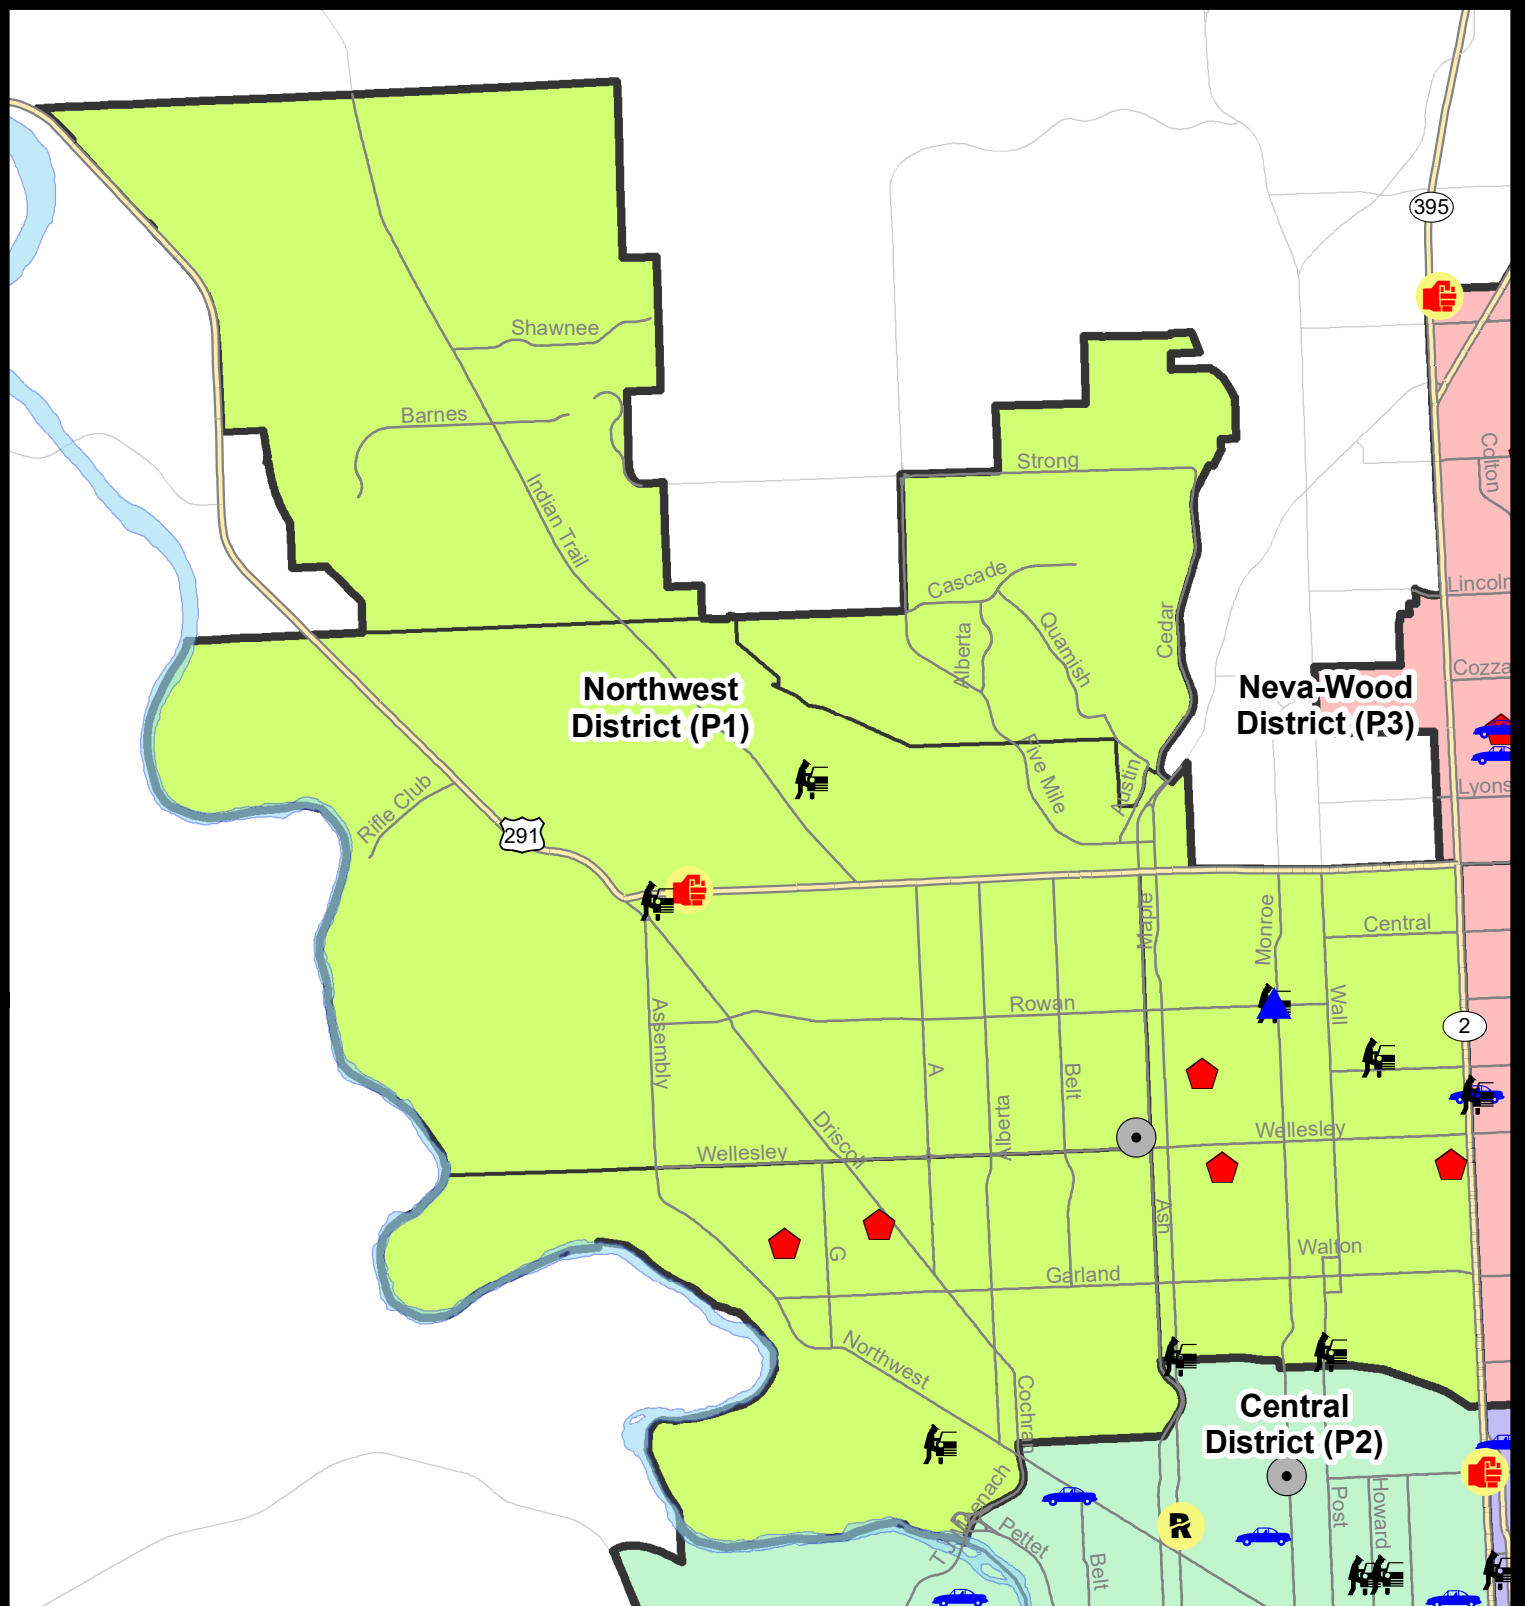 395
Shawnee
Barnes
Colton
Strong
Indian Trail
Cascade
Lincoln
Cedar
Quamish
Alberta
Cozza
Northwest
District (P1)
Neva-Wood
District (P3)
Five Mile
Austin
Lyons
Rifle Club
291
Maple
Monroe
Central
Assembly
Rowan
Wall
2
A
Belt
Alberta
Driscoll
Wellesley
Wellesley
Ash
G
Walton
Garland
Northwest
Cochran
Central
District (P2)
Post
Howard
Pettet
Belt
R